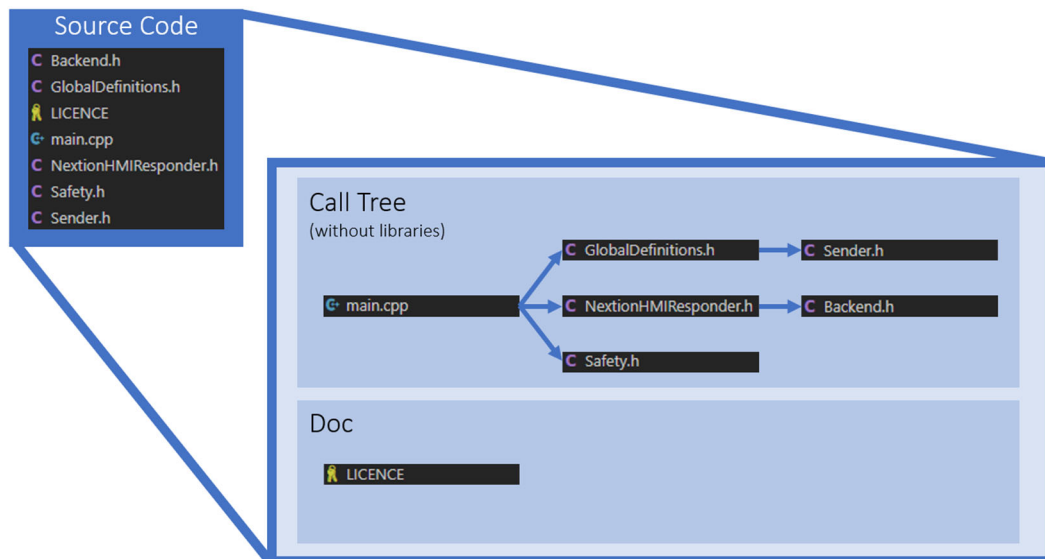 Source Code
Backend.h
GlobalDefinitions.h
LICENCE
main.cpp
NextionHMIResponder.h
Safety.h
Sender.h
Call Tree
(without libraries)
GlobalDefinitions.h
Sender.h
main.cpp
NextionHMIResponder.h
Backend.h
Safety.h
Doc
LICENCE